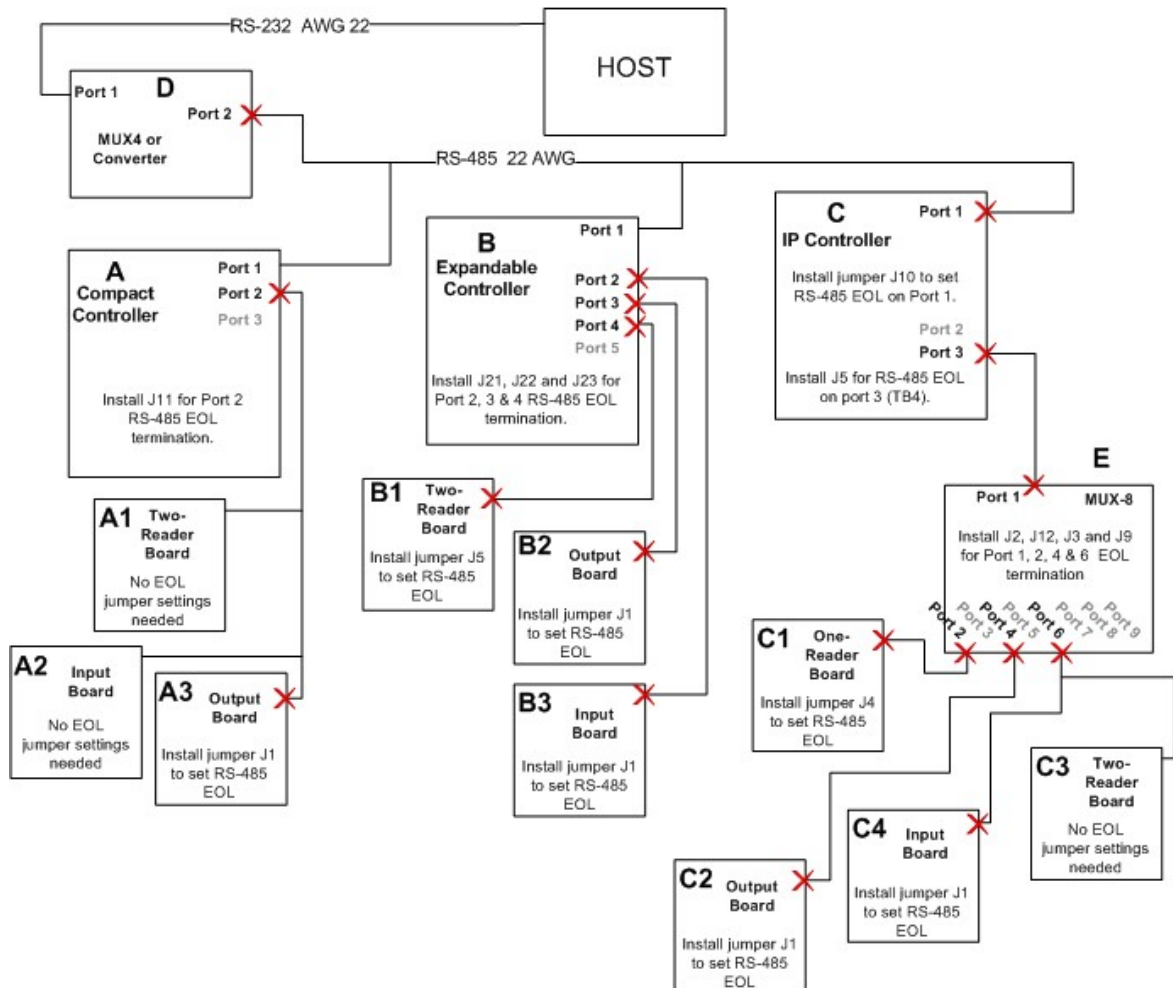 RS-232 AWG 22
HOST
D
Port 1
Port 2
MUX4 or
Converter
RS-485 22 AWG
A
Compact
Controller
Port 1
Port 2
Port 3
Install J11 for Port 2
RS-485 EOL
termination.
B
Expandable
Controller
Port 1
Port 2
Port 3
Port 4
Port 5
Install J21, J22 and J23 for
Port 2, 3 & 4 RS-485 EOL
termination.
C
IP Controller
Port 1
Install jumper J10 to set
RS-485 EOL on Port 1.
Port 2
Port 3
Install J5 for RS-485 EOL
on port 3 (TB4).
E
Port 1
MUX-8
Install J2, J12, J3 and J9
for Port 1, 2, 4 & 6 EOL
termination
Port 2
Port 3
Port 4
Port 5
Port 6
Port 7
Port 8
Port 9
A1
Two-
Reader
Board
No EOL
jumper settings
needed
A2
Input
Board
No EOL
jumper settings
needed
A3
Output
Board
Install jumper J1
to set RS-485
EOL
B1
Two-
Reader
Board
Install jumper J5
to set RS-485
EOL
B2
Output
Board
Install jumper J1
to set RS-485
EOL
B3
Input
Board
Install jumper J1
to set RS-485
EOL
C1
One-
Reader
Board
Install jumper J4
to set RS-485
EOL
C2
Output
Board
Install jumper J1
to set RS-485
EOL
C4
Input
Board
Install jumper J1
to set RS-485
EOL
C3
Two-
Reader
Board
No EOL
jumper settings
needed